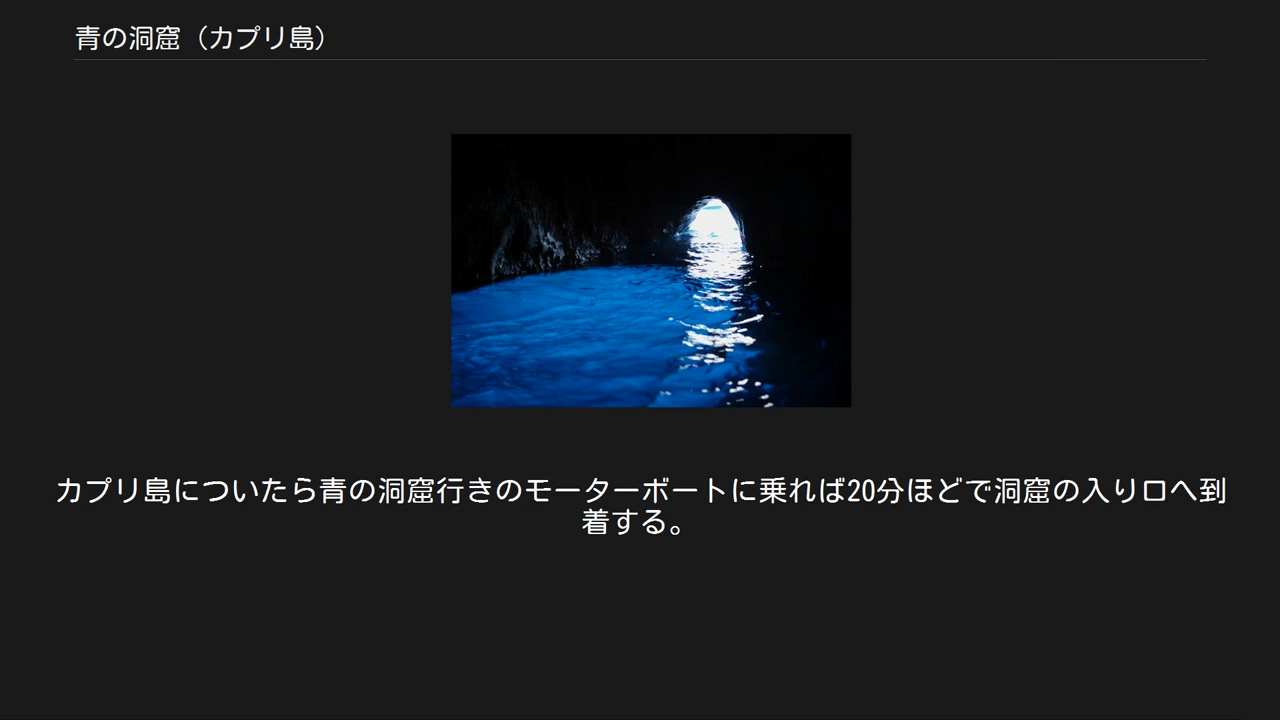 青の洞窟（カプリ島）
カプリ島についたら青の洞窟行きのモーターボートに乗れば20分ほどで洞窟の入り口へ到
着する。